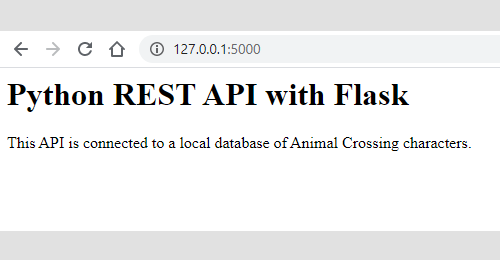 127.0.0.1:5000
Python REST API with Flask
This API is connected to a local database of Animal Crossing characters.